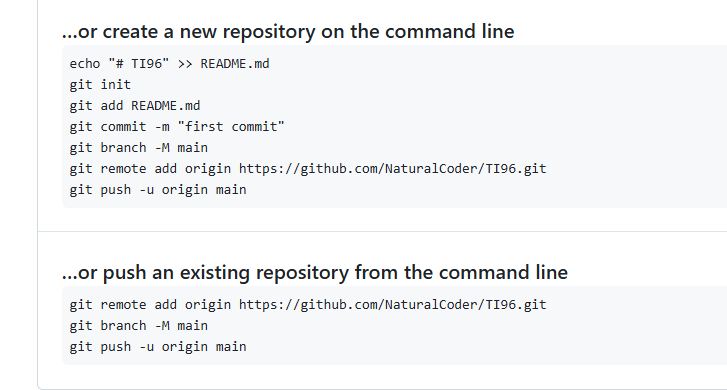 ...or create a new repository on the command line
echo "# TI96" >> README.md
git init
git add README.md
git commit -m "first commit"
git branch -M main
git remote add origin https://github.com/NaturalCoder/TI96.git
git push -u origin main
...or push an existing repository from the command line
git remote add origin https://github.com/NaturalCoder/TI96.git
git branch -M main
git push -u origin main